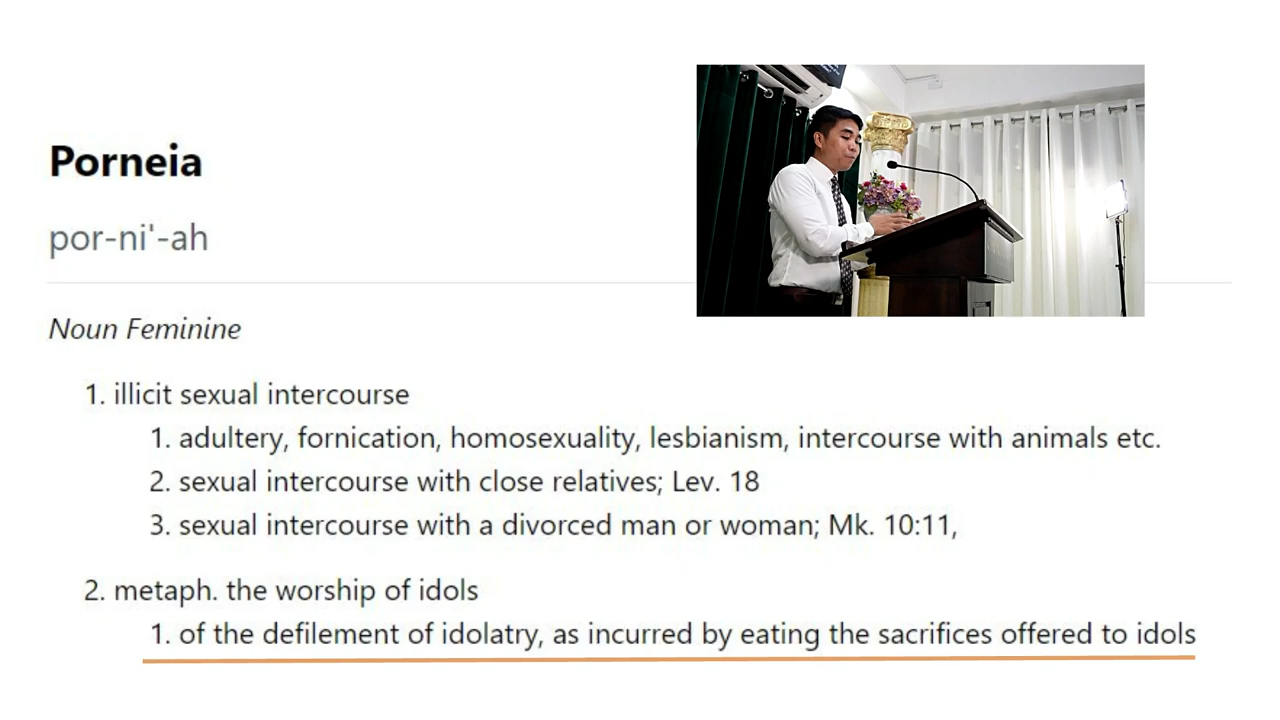 Porneia
por-ni'-ah
Noun Feminine
1. illicit sexual intercourse
1. adultery, fornication, homosexuality, lesbianism, intercourse with animals etc.
2. sexual intercourse with close relatives; Lev. 18
3. sexual intercourse with a divorced man or woman; Mk. 10:11,
2. metaph. the worship of idols
1. of the defilement of idolatry, as incurred by eating the sacrifices offered to idols